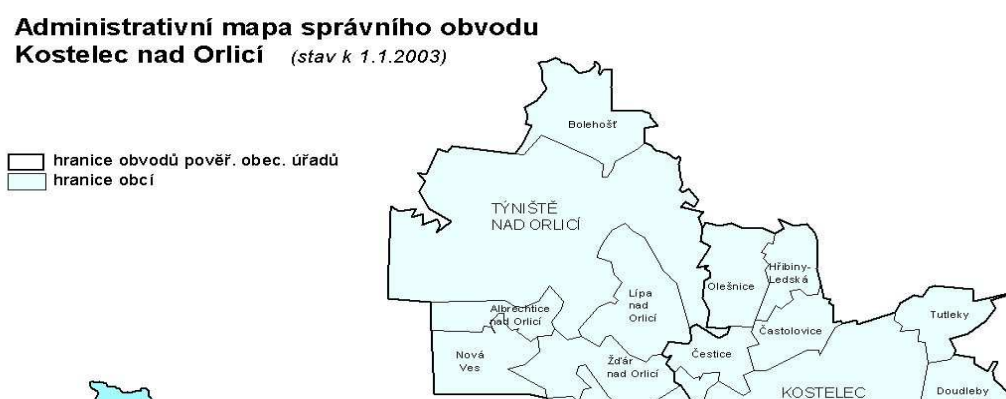 Administrativní mapa správního obvodu
Kostelec nad Orlicí (stav k 1.1.2003)
hranice obvodů pověř. obec. úřadů
hranice obcí
Bolehošť
TÝNIŠTĚ
NAD ORLICÍ
Olešnice
Hřibiny-
Ledská
Lípa
nad
Orlicí
Albrechtice
nad Orlicí
Tutleky
Častolovice
Nová
Ves
Žďár
nad Orlicí
Čestice
KOSTELEC
Doudleby